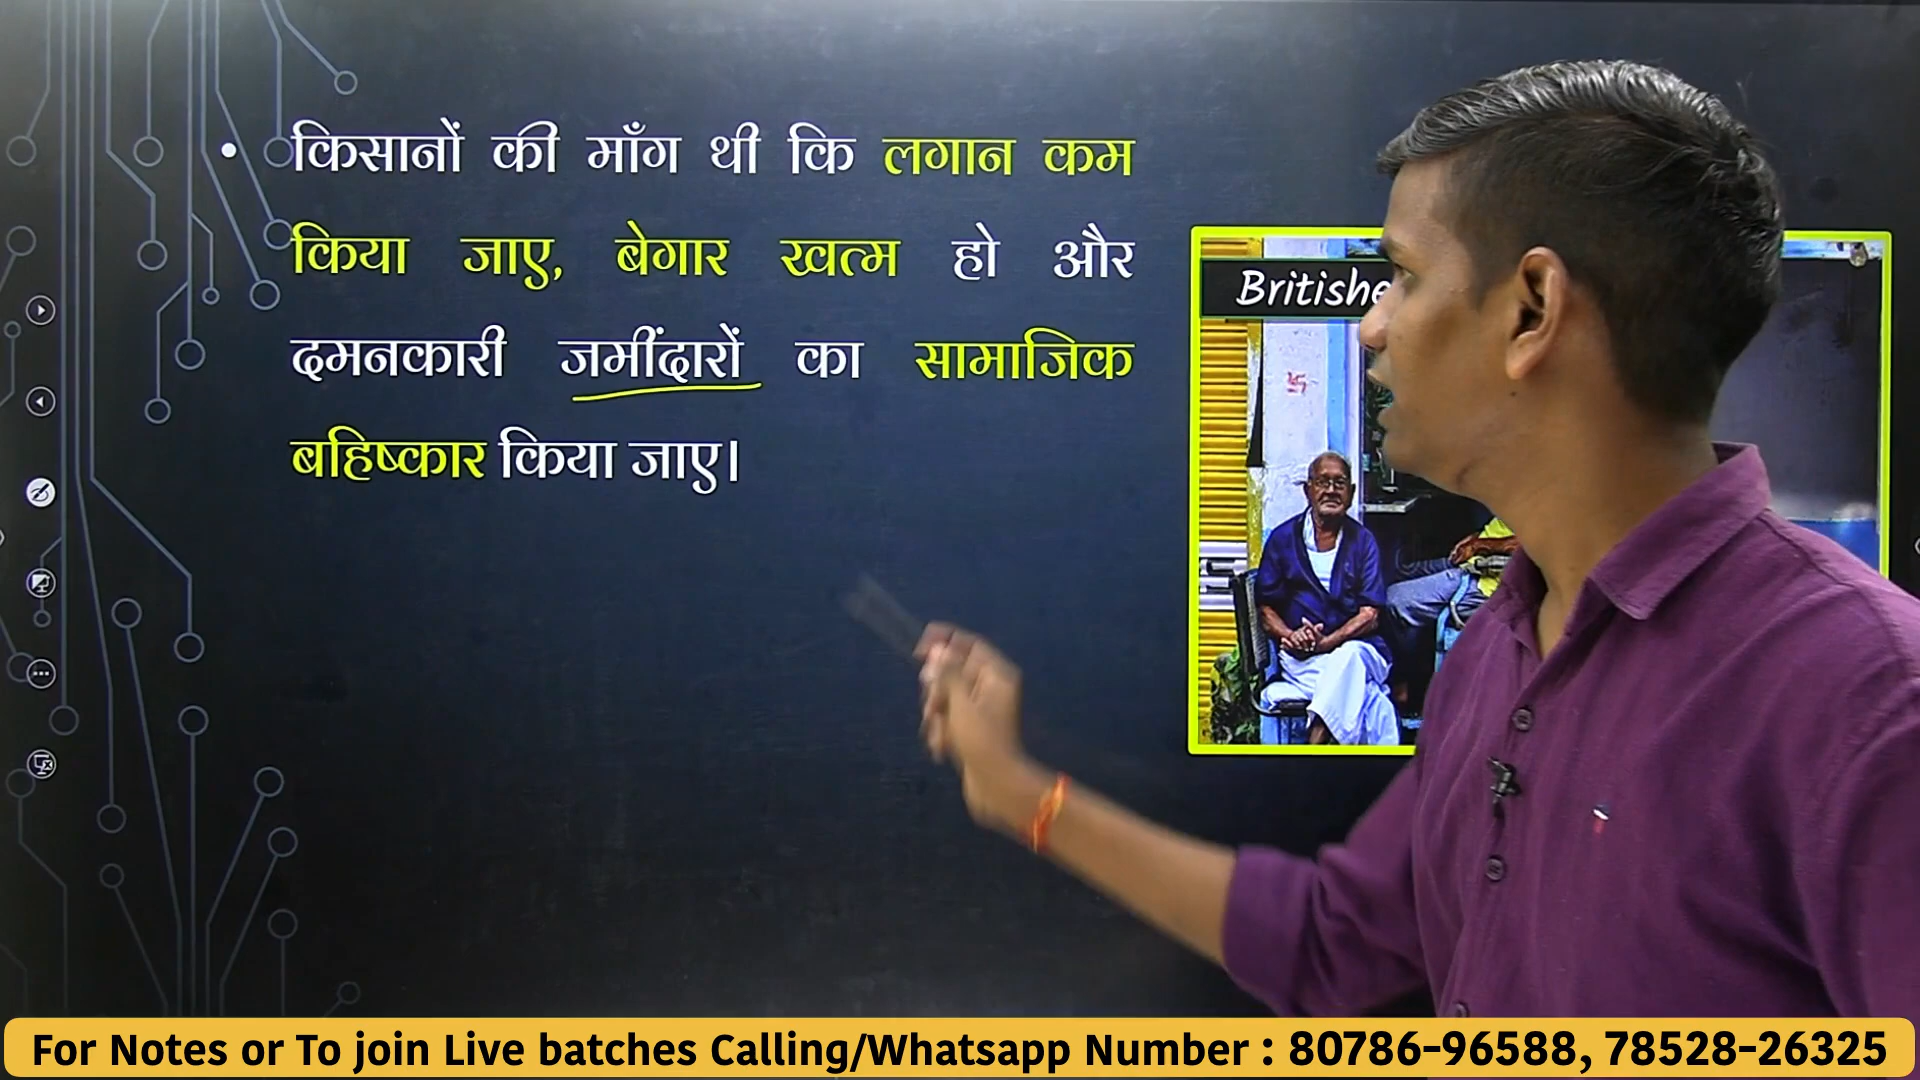 • किसानों की माँग थी कि लगान कम
किया जाए, बेगार खत्म हो और
दमनकारी जमींदारों का सामाजिक
बहिष्कार किया जाए।
For Notes or To join Live batches Calling/Whatsapp Number : 80786-96588, 78528-26325